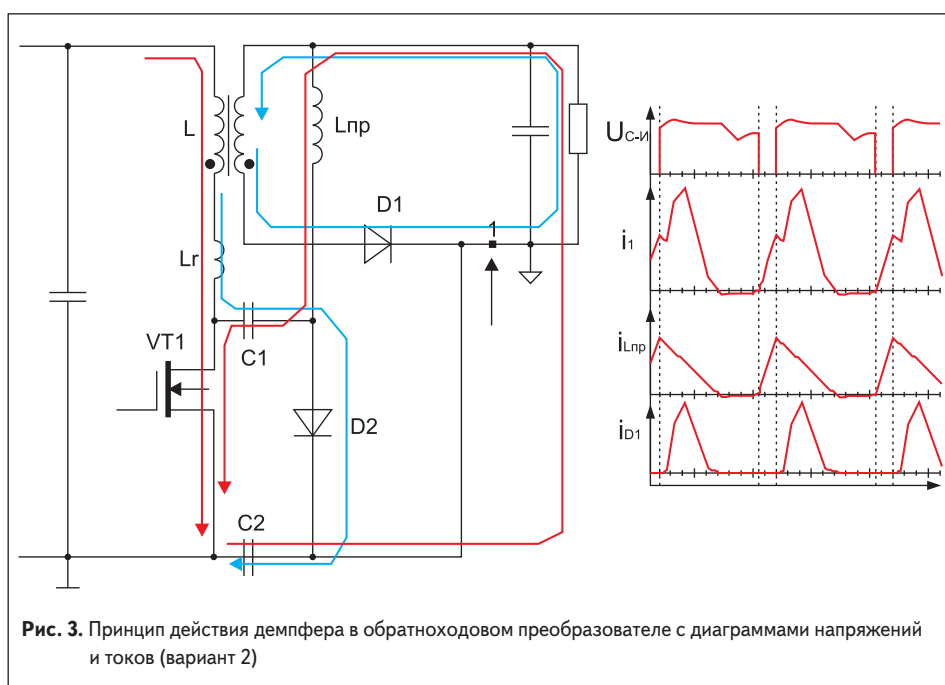 L
Lпр
D1
1
Lr
VT1
C1
D2
C2
Uс-и
i1
iLпр
iD1
Рис. 3. Принцип действия демпфера в обратноходовом преобразователе с диаграммами напряжений
и токов (вариант 2)